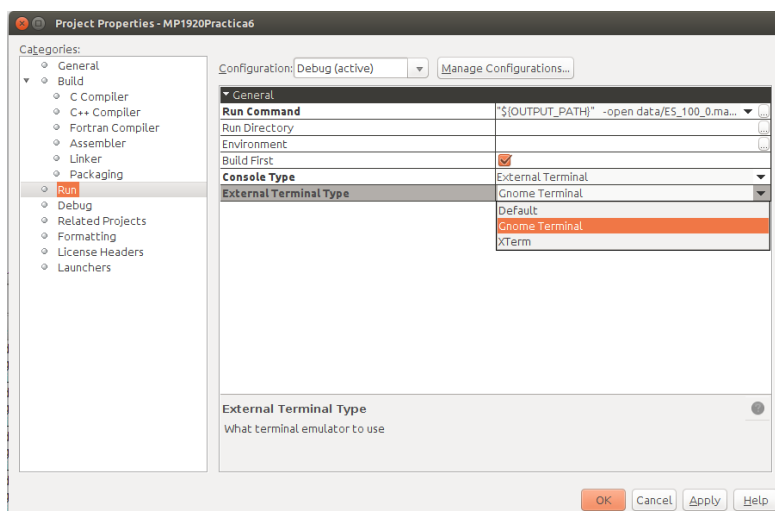 Project Properties - MP1920Practica6
Categories:
General
Build
C Compiler
C++ Compiler
Fortran Compiler
Assembler
Linker
Packaging
Run
Debug
Related Projects
Formatting
License Headers
Launchers
Configuration: Debug (active) Manage Configurations...
General
Run Command "${OUTPUT_PATH}" -open data/ES_100_0.ma... ...
Run Directory ...
Environment ...
Build First
Console Type External Terminal
External Terminal Type Gnome Terminal
Default
Gnome Terminal
XTerm
External Terminal Type ?
What terminal emulator to use
OK Cancel Apply Help